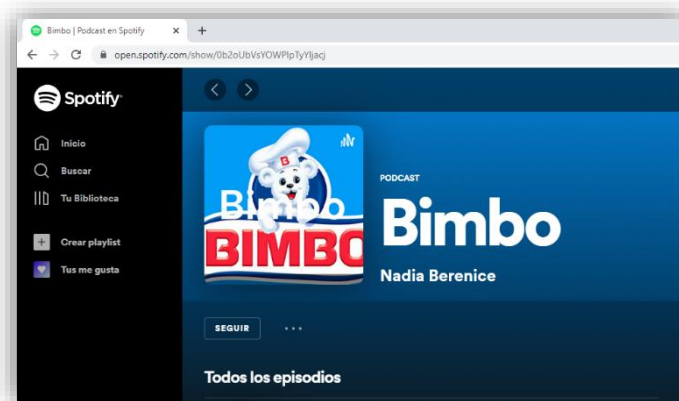 Bimbo | Podcast en Spotify
open.spotify.com/show/0b2oUbVsYOWPlpTyYljacj
Spotify
Inicio
Buscar
Tu Biblioteca
Crear playlist
Tus me gusta
B
Bimbo
BIMBO
PODCAST
Bimbo
Nadia Berenice
SEGUIR
Todos los episodios